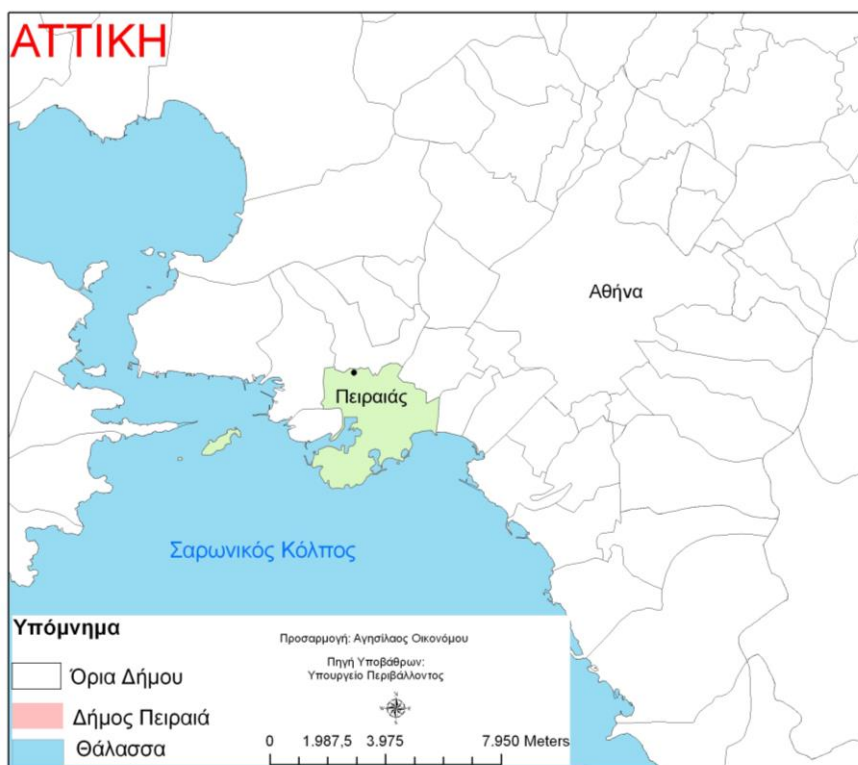 ΑΤΤΙΚΗ
Αθήνα
Πειραιάς
Σαρωνικός Κόλπος
Υπόμνημα
Όρια Δήμου
Δήμος Πειραιά
Θάλασσα
Προσαρμογή: Αγησίλαος Οικονόμου
Πηγή Υποβάθρων:
Υπουργείο Περιβάλλοντος
0 1.987,5 3.975 7.950 Meters